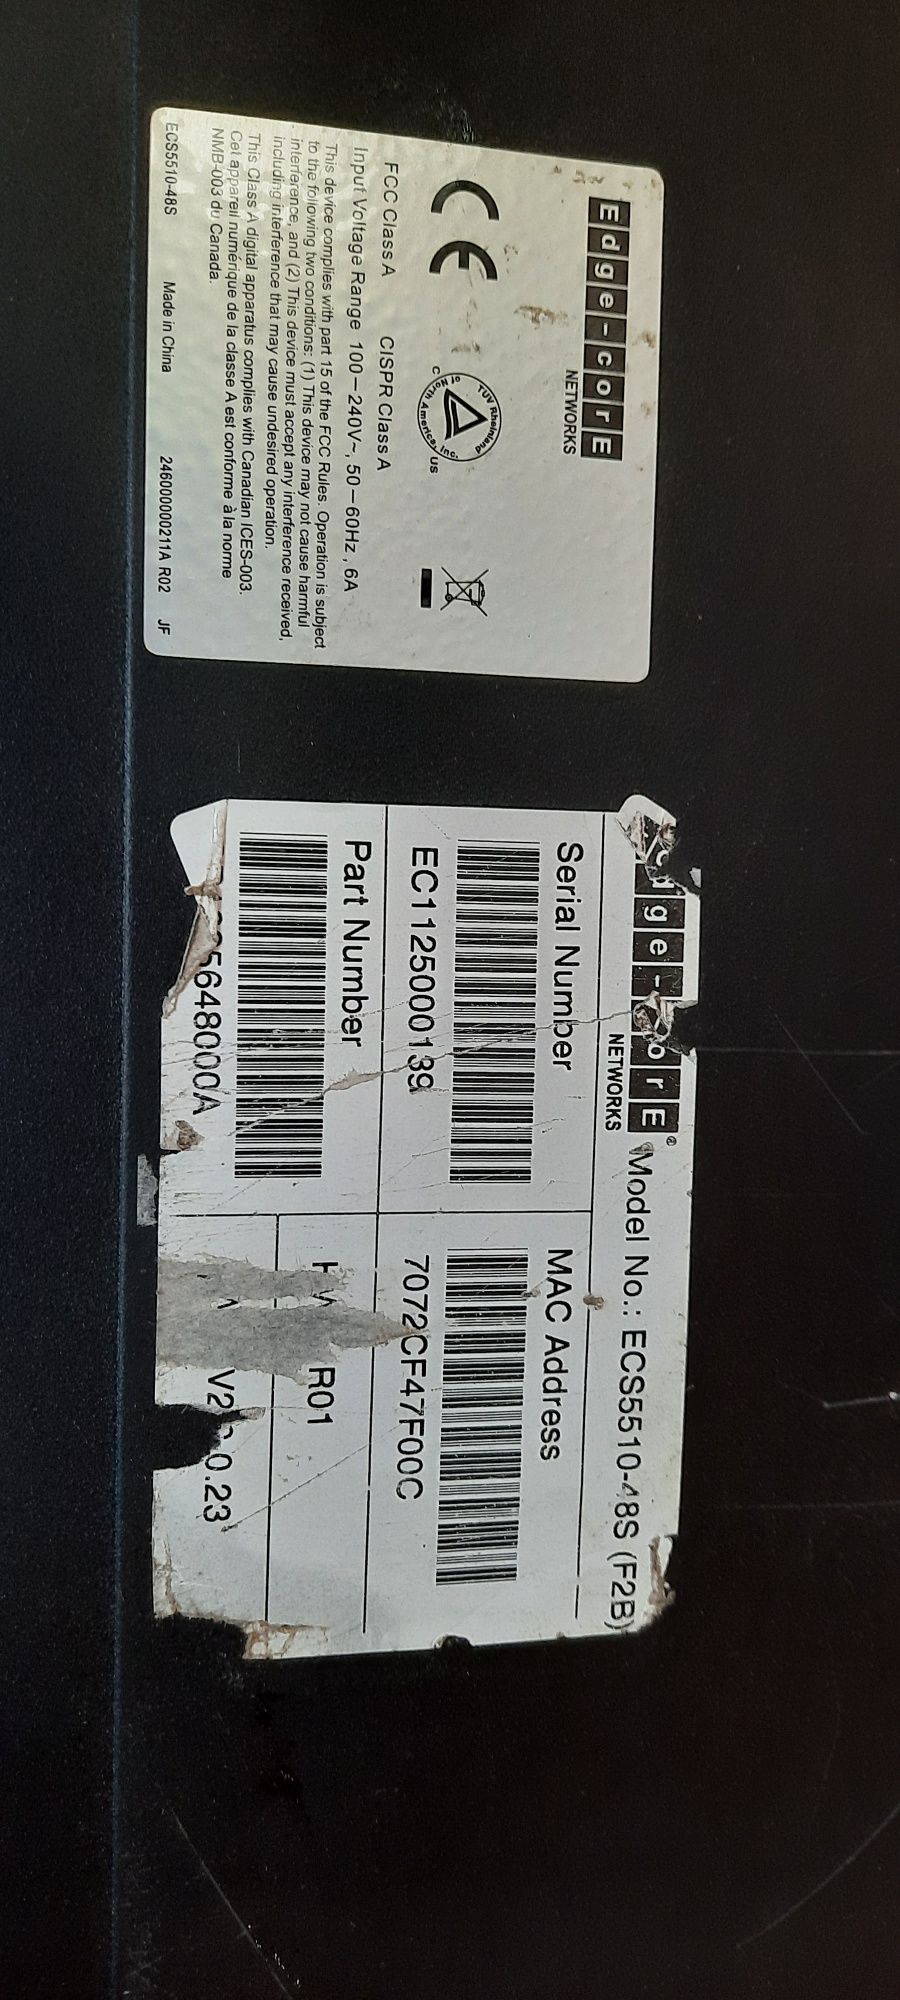 Edge-corE
NETWORKS
TÜV Rheinland
of North America, Inc.
C US
FCC Class A CISPR Class A
Input Voltage Range 100–240V~, 50–60Hz, 6A
This device complies with part 15 of the FCC Rules. Operation is subject
to the following two conditions: (1) This device may not cause harmful
interference, and (2) This device must accept any interference received,
including interference that may cause undesired operation.
This Class A digital apparatus complies with Canadian ICES-003.
Cet appareil numérique de la classe A est conforme à la norme
NMB-003 du Canada.
ECS5510-48S Made in China 246000000211A R02 JF
NETWORKS
Model No.: ECS5510-48S (F2B)
Serial Number
EC1125000139
MAC Address
7072CF47F00C
Part Number
R01